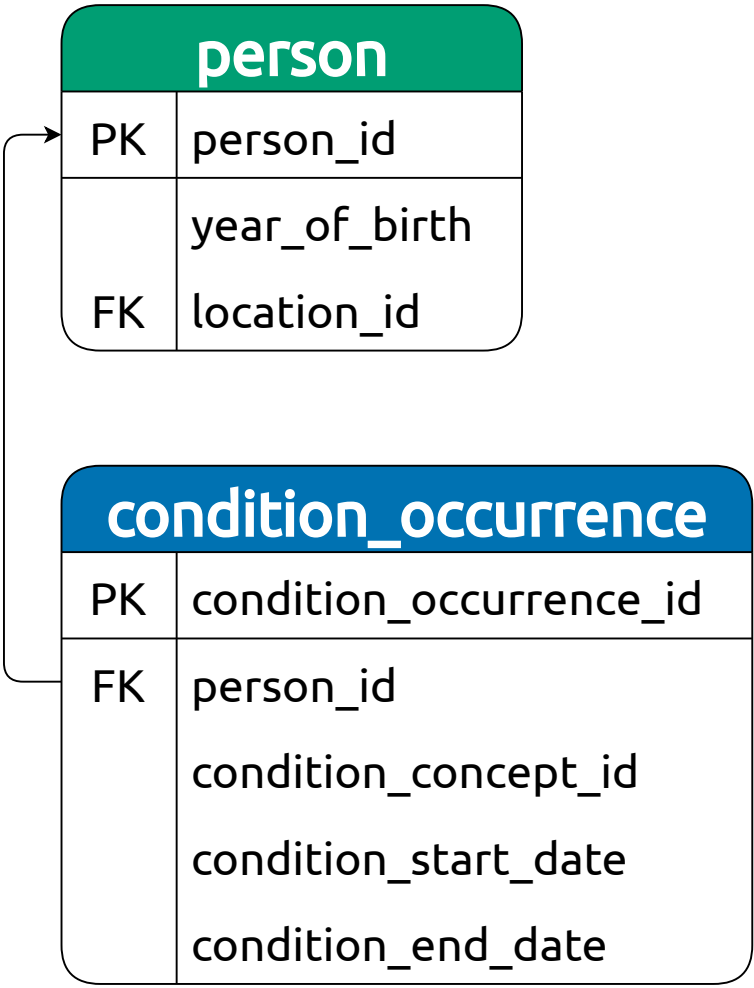 person
PK person_id
year_of_birth
FK location_id
condition_occurrence
PK condition_occurrence_id
FK person_id
condition_concept_id
condition_start_date
condition_end_date